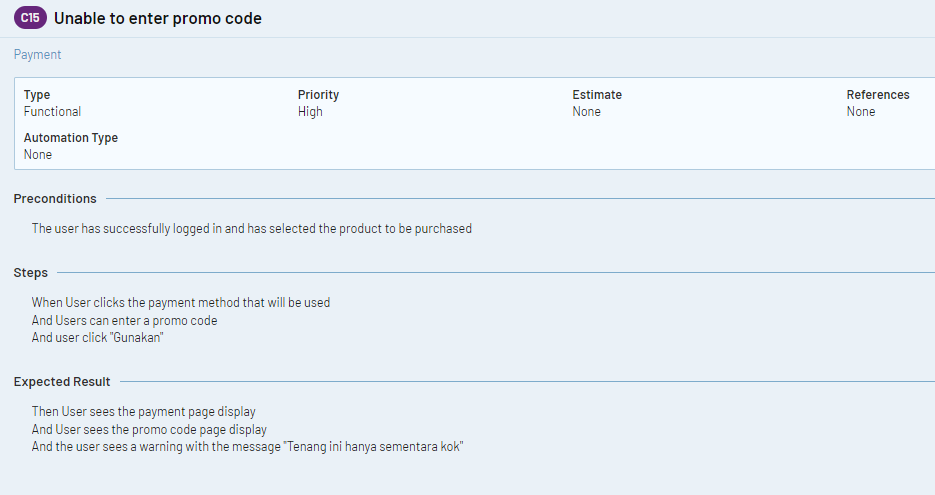 C15 Unable to enter promo code
Payment
Type Priority Estimate References
Functional High None None
Automation Type
None
Preconditions
The user has successfully logged in and has selected the product to be purchased
Steps
When User clicks the payment method that will be used
And Users can enter a promo code
And user click "Gunakan"
Expected Result
Then User sees the payment page display
And User sees the promo code page display
And the user sees a warning with the message "Tenang ini hanya sementara kok"